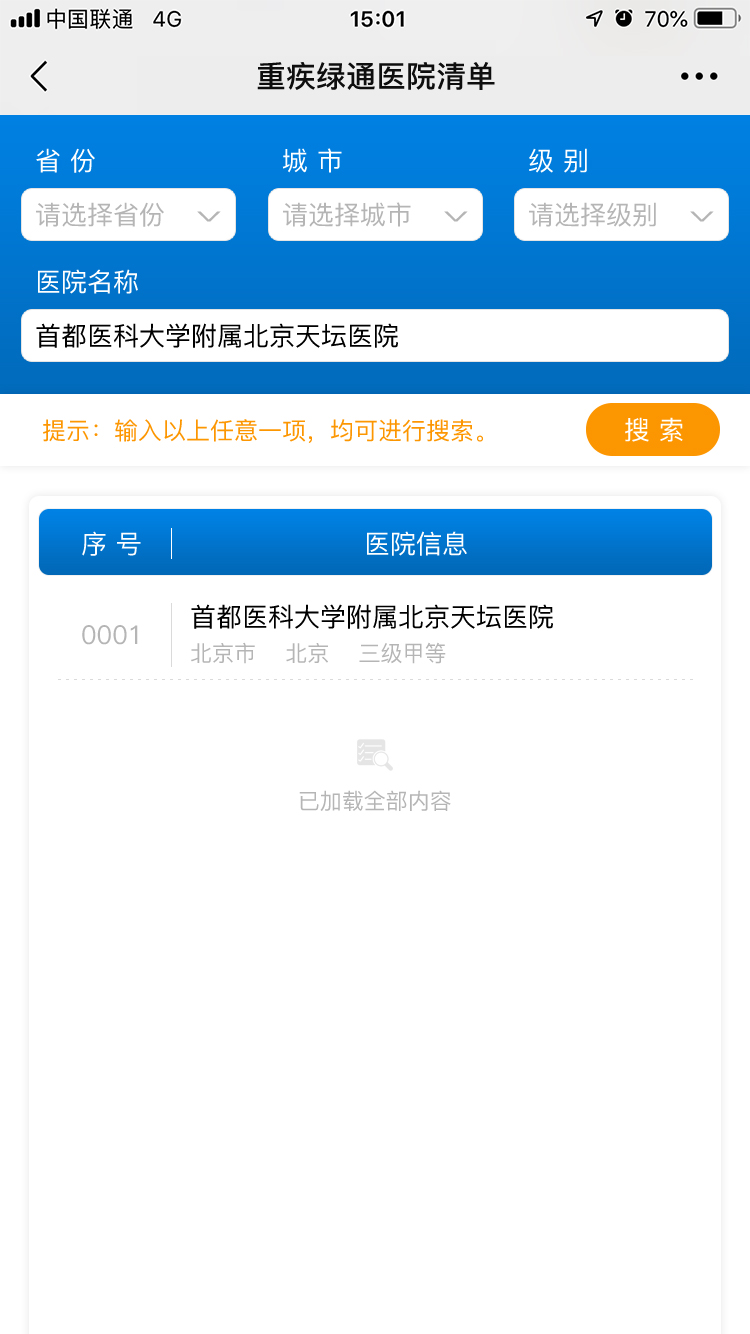 中国联通 4G 15:01 70%
重疾绿通医院清单
省 份 城 市 级 别
请选择省份 请选择城市 请选择级别
医院名称
首都医科大学附属北京天坛医院
提示：输入以上任意一项，均可进行搜索。 搜 索
序 号 医院信息
0001 首都医科大学附属北京天坛医院
北京市 北京 三级甲等
已加载全部内容